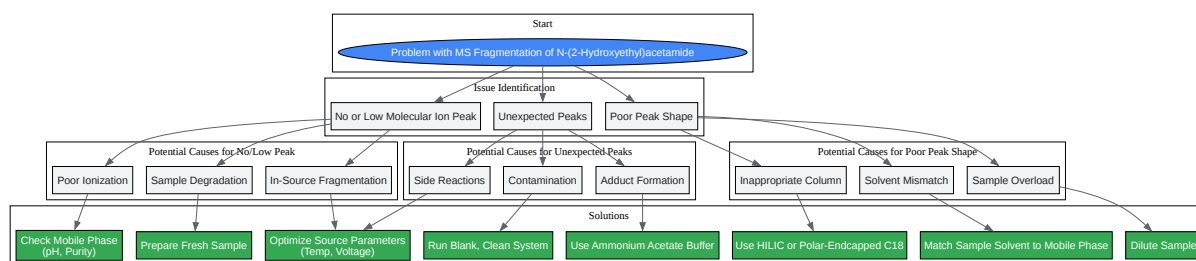 Start
Problem with MS Fragmentation of N-(2-Hydroxyethyl)acetamide
Issue Identification
No or Low Molecular Ion Peak
Unexpected Peaks
Poor Peak Shape
Potential Causes for No/Low Peak
Potential Causes for Unexpected Peaks
Potential Causes for Poor Peak Shape
Poor Ionization
Sample Degradation
In-Source Fragmentation
Side Reactions
Contamination
Adduct Formation
Inappropriate Column
Solvent Mismatch
Sample Overload
Solutions
Check Mobile Phase
(pH, Purity)
Prepare Fresh Sample
Optimize Source Parameters
(Temp, Voltage)
Run Blank, Clean System
Use Ammonium Acetate Buffer
Use HILIC or Polar-Endcapped C18
Match Sample Solvent to Mobile Phase
Dilute Sample